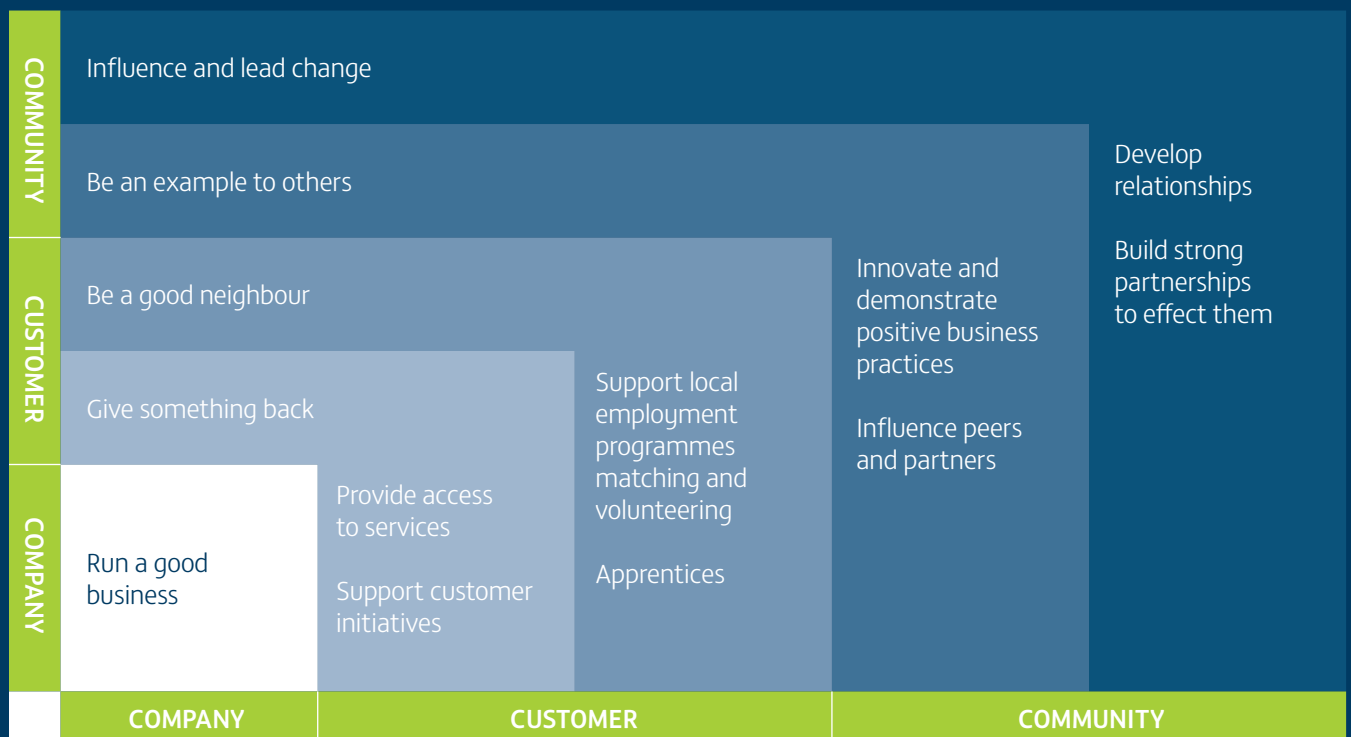 COMMUNITY
CUSTOMER
COMPANY
Influence and lead change
Develop
relationships
Build strong
partnerships
to effect them
Be an example to others
Innovate and
demonstrate
positive business
practices
Influence peers
and partners
Be a good neighbour
Support local
employment
programmes
matching and
volunteering
Apprentices
Give something back
Provide access
to services
Support customer
initiatives
Run a good
business
COMPANY
CUSTOMER
COMMUNITY